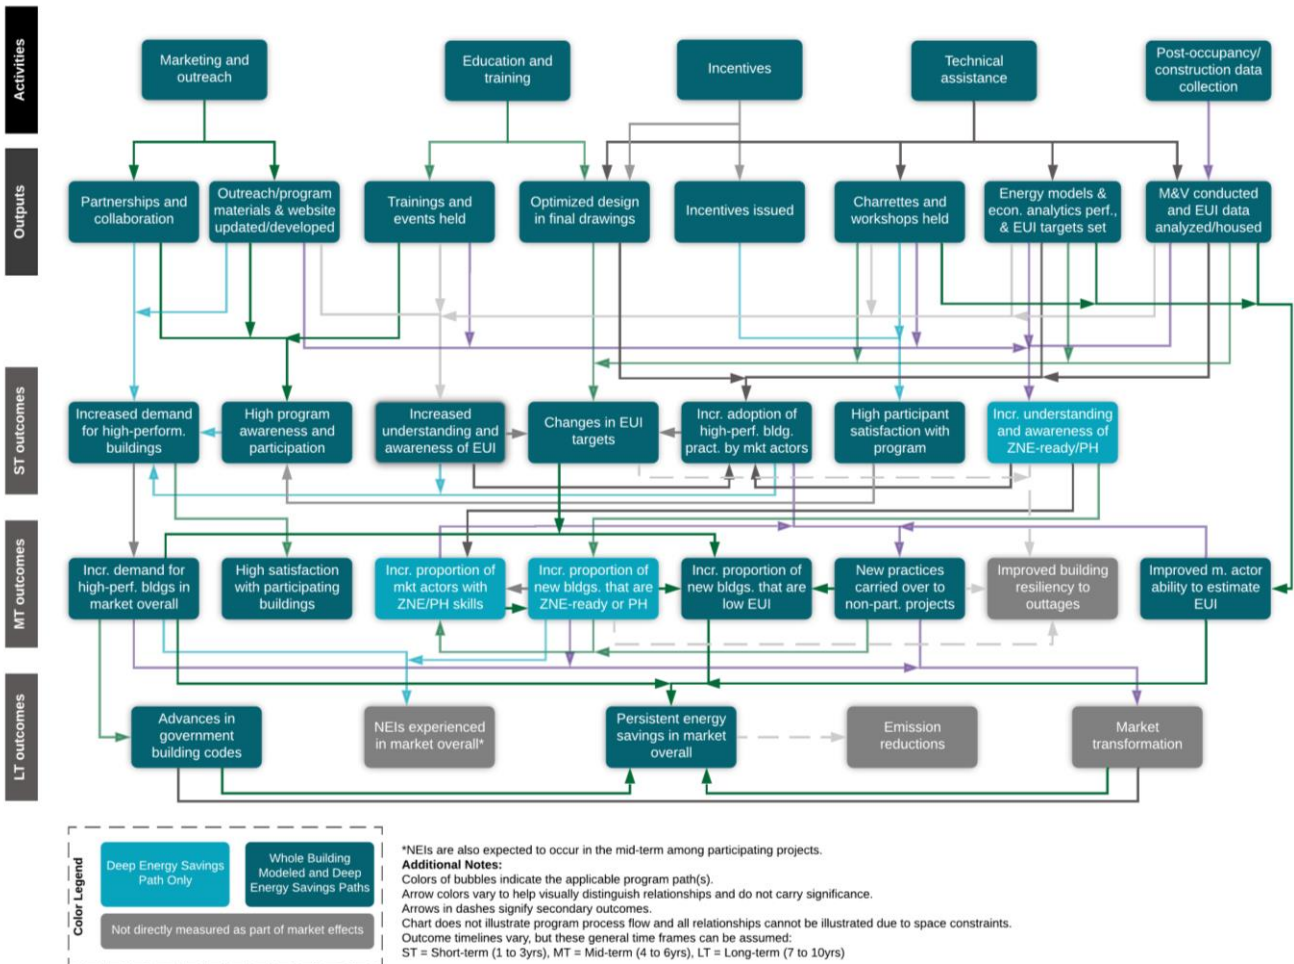 Activities
Marketing and
outreach
Education and
training
Incentives
Technical
assistance
Post-occupancy/
construction data
collection
Outputs
Partnerships and
collaboration
Outreach/program
materials & website
updated/developed
Trainings and
events held
Optimized design
in final drawings
Incentives issued
Charrettes and
workshops held
Energy models &
econ. analytics perf.,
& EUI targets set
M&V conducted
and EUI data
analyzed/housed
ST outcomes
Increased demand
for high-perform.
buildings
High program
awareness and
participation
Increased
understanding and
awareness of EUI
Changes in EUI
targets
Incr. adoption of
high-perf. bldg.
pract. by mkt actors
High participant
satisfaction with
program
Incr. understanding
and awareness of
ZNE-ready/PH
MT outcomes
Incr. demand for
high-perf. bldgs in
market overall
High satisfaction
with participating
buildings
Incr. proportion of
mkt actors with
ZNE/PH skills
Incr. proportion of
new bldgs. that are
ZNE-ready or PH
Incr. proportion of
new bldgs. that are
low EUI
New practices
carried over to
non-part. projects
Improved building
resiliency to
outtages
Improved m. actor
ability to estimate
EUI
LT outcomes
Advances in
government
building codes
NEIs experienced
in market overall*
Persistent energy
savings in market
overall
Emission
reductions
Market
transformation
Color Legend
Deep Energy Savings
Path Only
Whole Building
Modeled and Deep
Energy Savings Paths
Not directly measured as part of market effects
*NEIs are also expected to occur in the mid-term among participating projects.
Additional Notes:
Colors of bubbles indicate the applicable program path(s).
Arrow colors vary to help visually distinguish relationships and do not carry significance.
Arrows in dashes signify secondary outcomes.
Chart does not illustrate program process flow and all relationships cannot be illustrated due to space constraints.
Outcome timelines vary, but these general time frames can be assumed:
ST = Short-term (1 to 3yrs), MT = Mid-term (4 to 6yrs), LT = Long-term (7 to 10yrs)